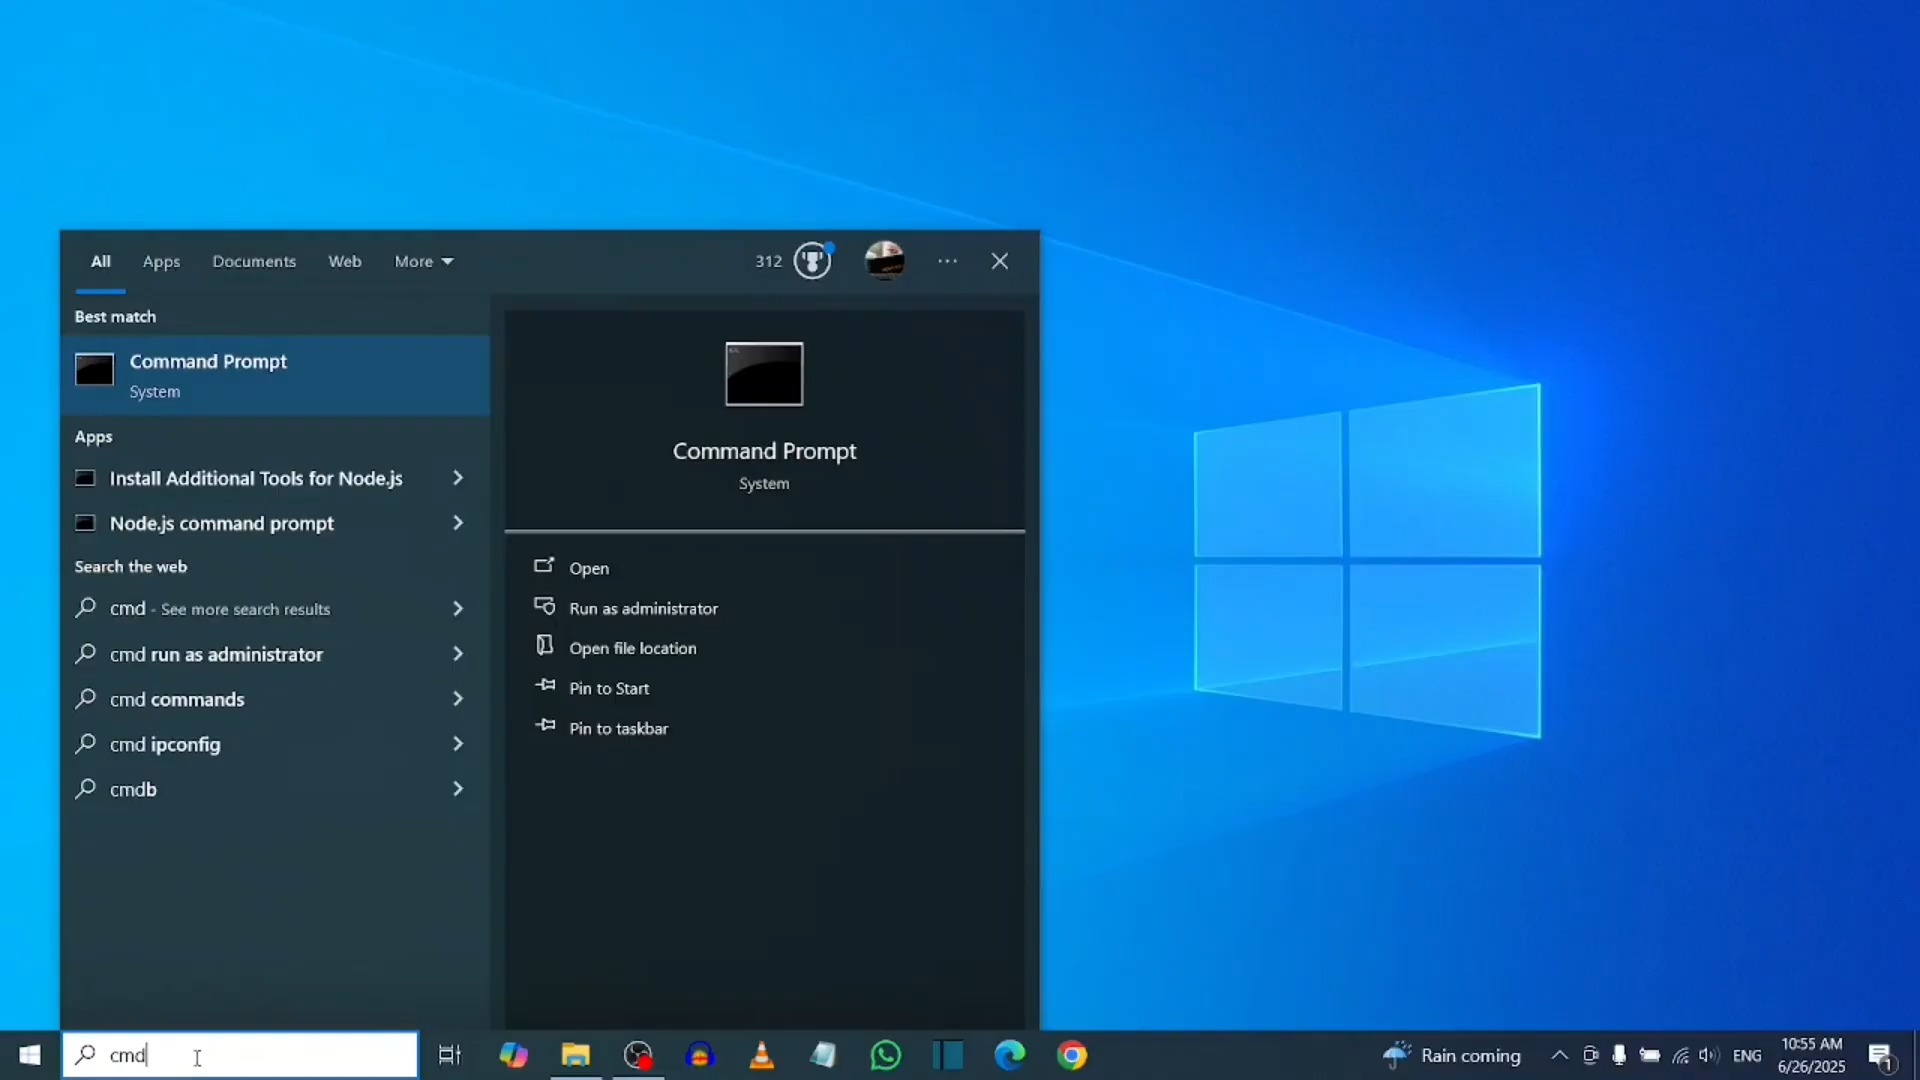 All Apps Documents Web More 312
Best match
Command Prompt
System
Apps
Install Additional Tools for Node.js
Node.js command prompt
Search the web
cmd - See more search results
cmd run as administrator
cmd commands
cmd ipconfig
cmdb
Command Prompt
System
Open
Run as administrator
Open file location
Pin to Start
Pin to taskbar
cmd
Rain coming
ENG
10:55 AM
6/26/2025
1